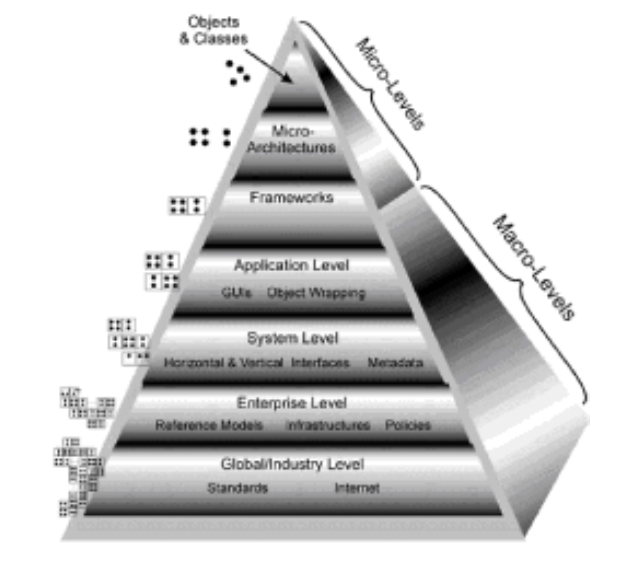 Objects
& Classes
Micro-Levels
Micro-
Architectures
Frameworks
Macro-Levels
Application Level
GUIs Object Wrapping
System Level
Horizontal & Vertical Interfaces Metadata
Enterprise Level
Reference Models Infrastructures Policies
Global/Industry Level
Standards Internet